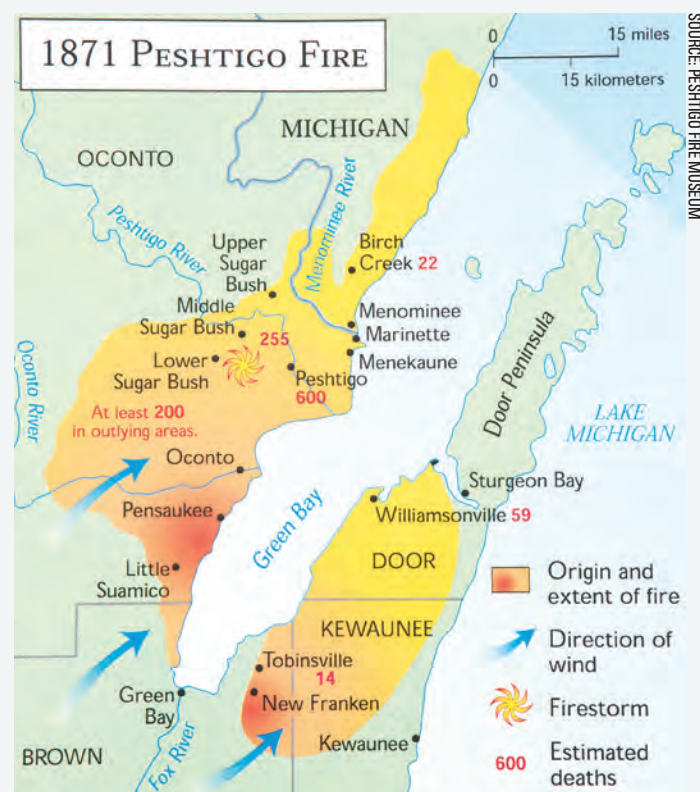 1871 PESHTIGO FIRE
0
15 miles
0
15 kilometers
SOURCE: PESHTIGO FIRE MUSEUM
MICHIGAN
OCONTO
Peshtigo River
Menominee River
Upper
Sugar
Bush
Birch
Creek 22
Middle
Sugar Bush
255
Menominee
Marinette
Menekaune
Lower
Sugar Bush
Peshtigo
600
Oconto River
At least 200
in outlying areas.
Oconto
Door Peninsula
LAKE
MICHIGAN
Pensaukee
Green Bay
Sturgeon Bay
Williamsonville 59
DOOR
Little
Suamico
KEWAUNEE
Tobinsville
14
New Franken
Green
Bay
Fox River
Kewaunee
BROWN
Origin and
extent of fire
Direction of
wind
Firestorm
600
Estimated
deaths